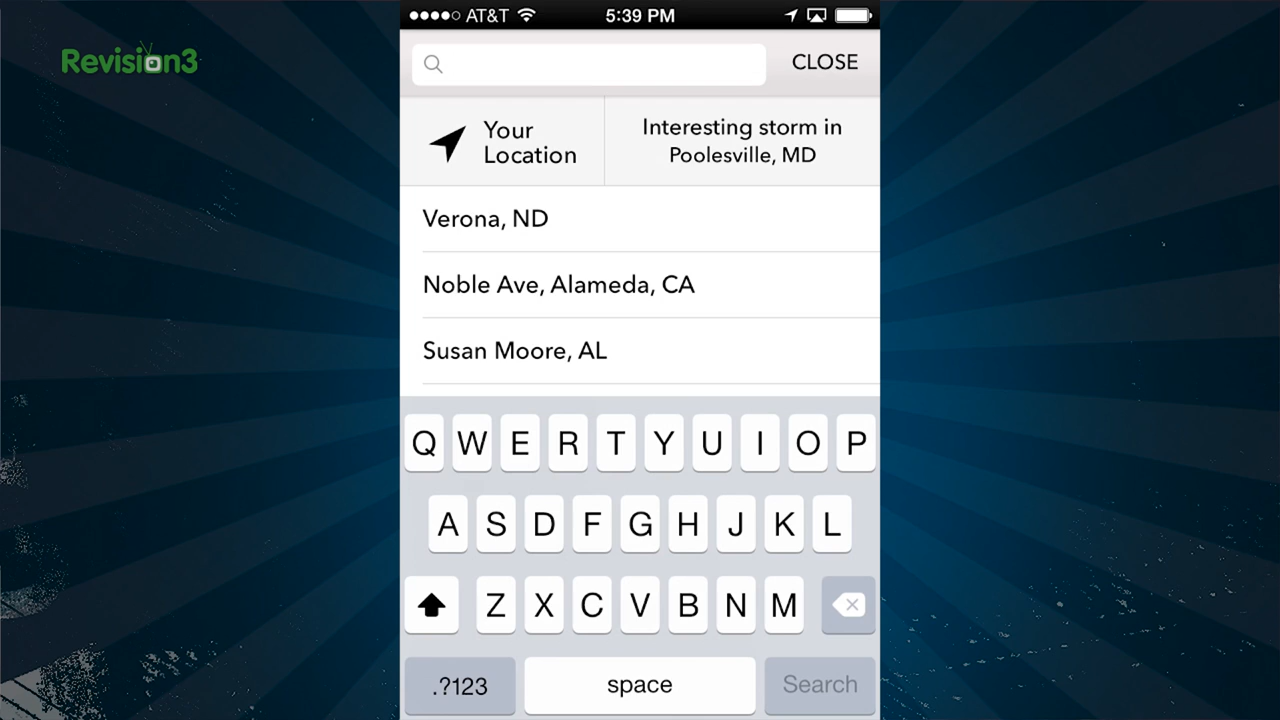 Revision3
AT&T 5:39 PM
CLOSE
Your
Location
Interesting storm in
Poolesville, MD
Verona, ND
Noble Ave, Alameda, CA
Susan Moore, AL
Q W E R T Y U I O P
A S D F G H J K L
Z X C V B N M
.?123 space Search